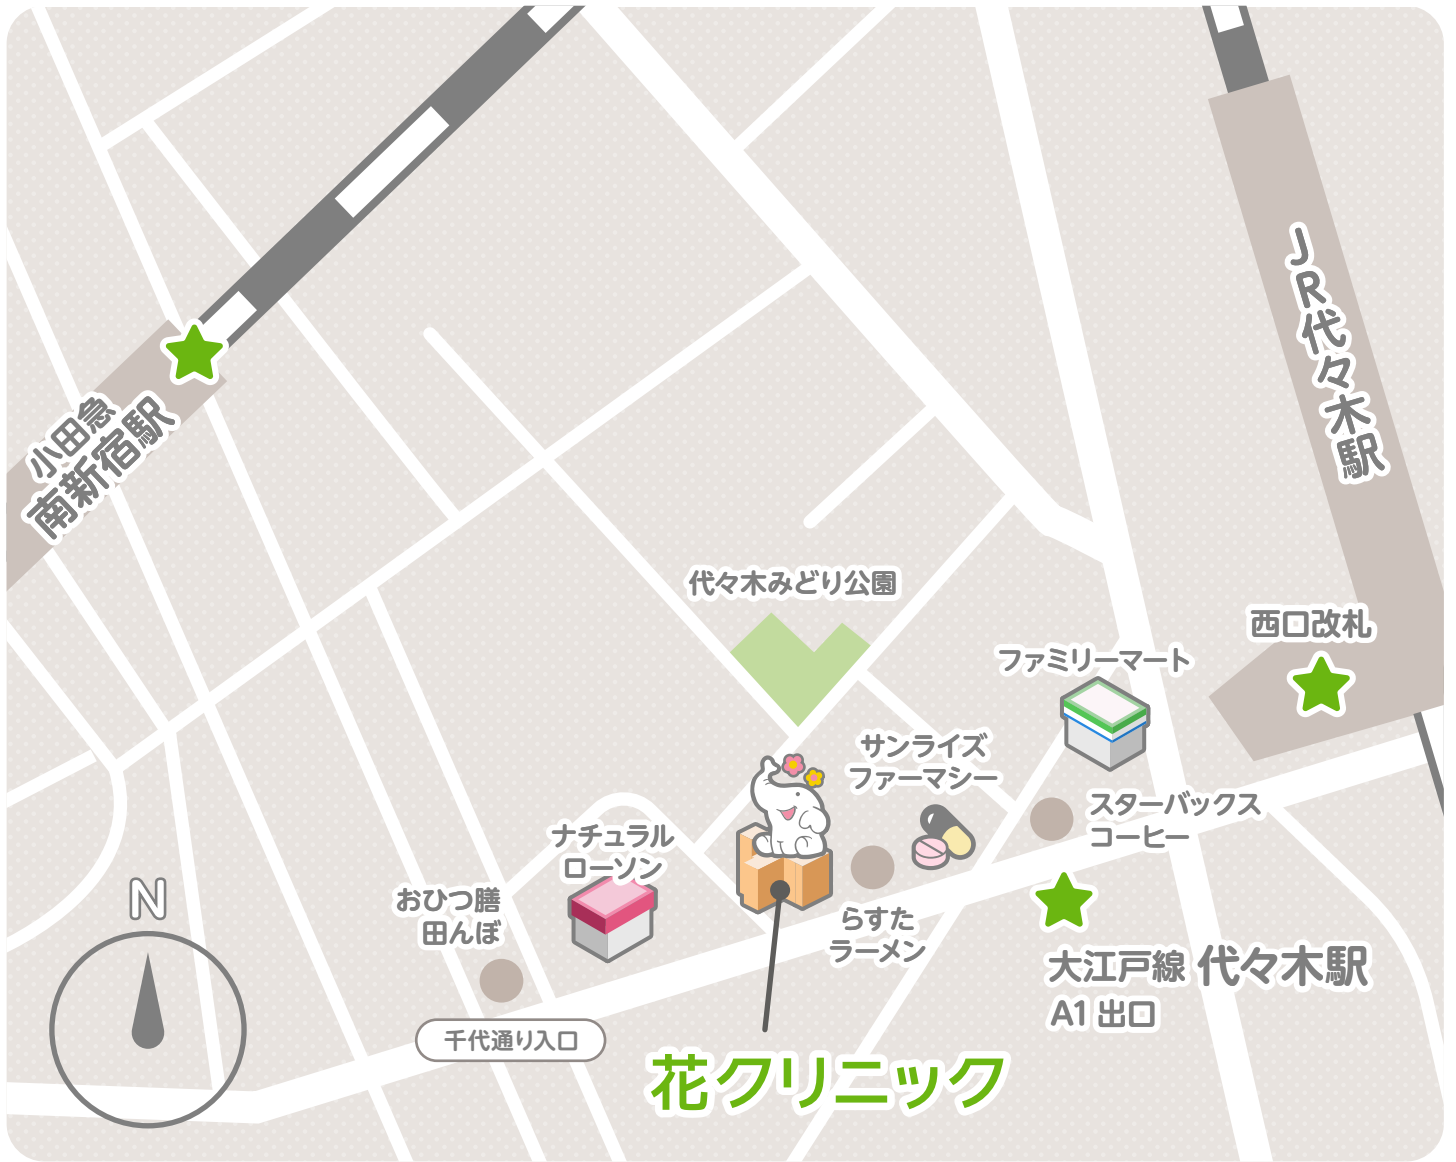 JR代々木駅
小田急
南新宿駅
代々木みどり公園
西口改札
ファミリーマート
サンライズ
ファーマシー
スターバックス
コーヒー
ナチュラル
ローソン
おひつ膳
田んぼ
N
らすた
ラーメン
大江戸線 代々木駅
A1 出口
千代通り入口
花クリニック